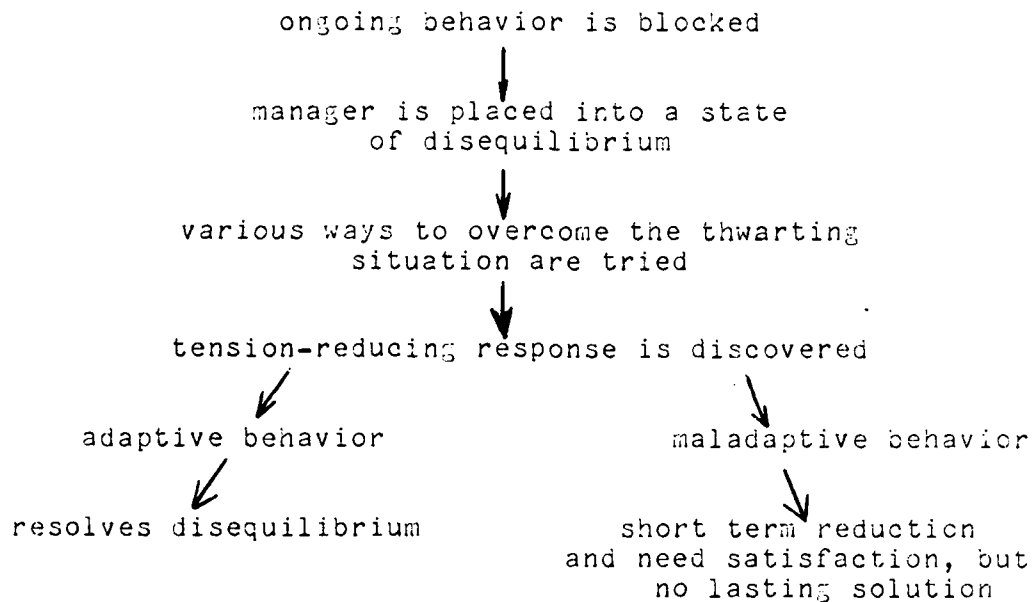 ongoing behavior is blocked
manager is placed into a state
of disequilibrium
various ways to overcome the thwarting
situation are tried
tension-reducing response is discovered
adaptive behavior
maladaptive behavior
resolves disequilibrium
short term reduction
and need satisfaction, but
no lasting solution